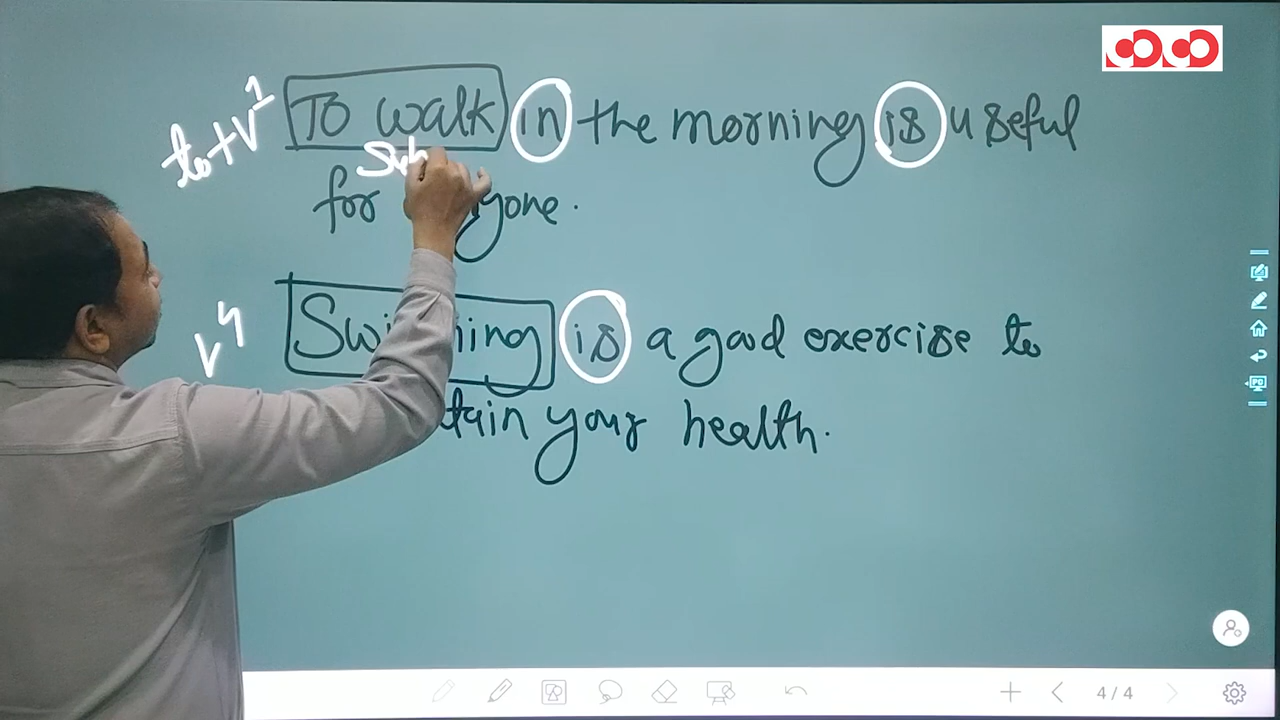 to+V¹ To walk in the morning is useful
Sub
for yone.
V⁴ Swi ing is a good exercise to
tain your health.
4/4